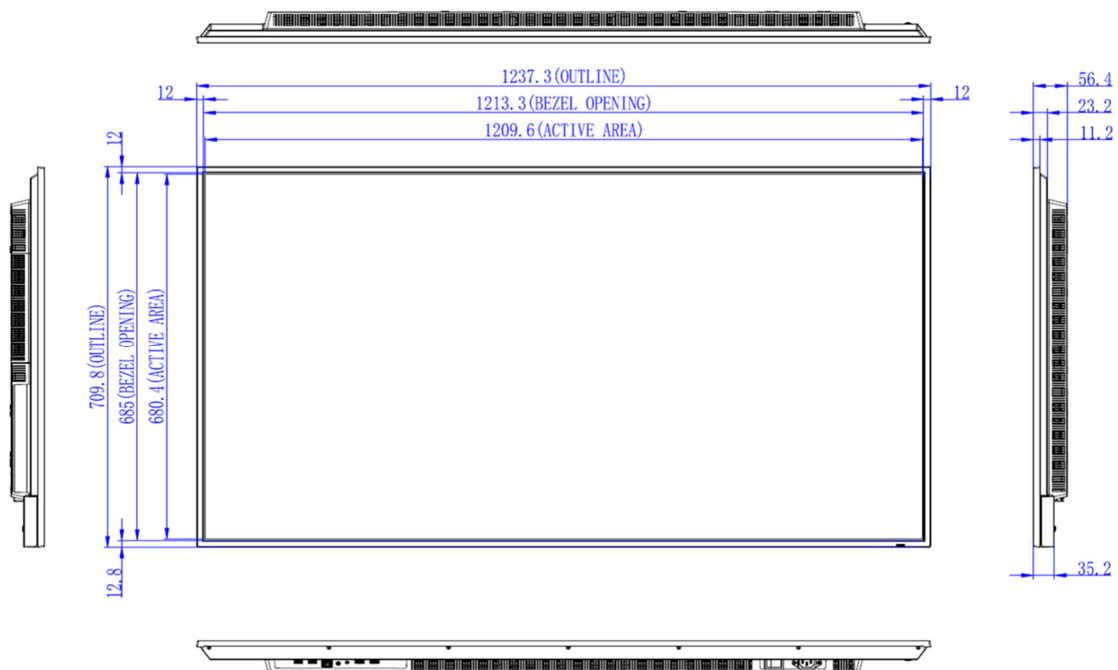 1237.3(OUTLINE)
56.4
12
1213.3(BEZEL OPENING)
12
23.2
1209.6(ACTIVE AREA)
11.2
12
709.8(OUTLINE)
685(BEZEL OPENING)
680.4(ACTIVE AREA)
12.8
35.2